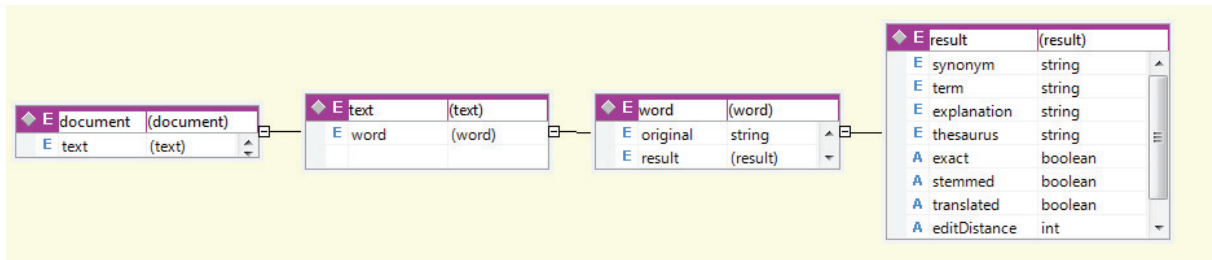 E document (document)
E text (text)
E text (text)
E word (word)
E word (word)
E original string
E result (result)
E result (result)
E synonym string
E term string
E explanation string
E thesaurus string
A exact boolean
A stemmed boolean
A translated boolean
A editDistance int